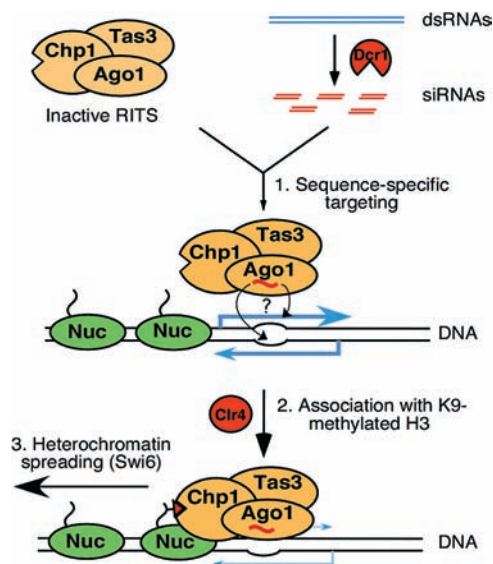 Chp1
Tas3
Ago1
Inactive RITS
dsRNAs
Dcr1
siRNAs
1. Sequence-specific
targeting
Chp1
Tas3
Ago1
?
Nuc
Nuc
DNA
Clr4
2. Association with K9-
methylated H3
3. Heterochromatin
spreading (Swi6)
Chp1
Tas3
Ago1
Nuc
Nuc
DNA